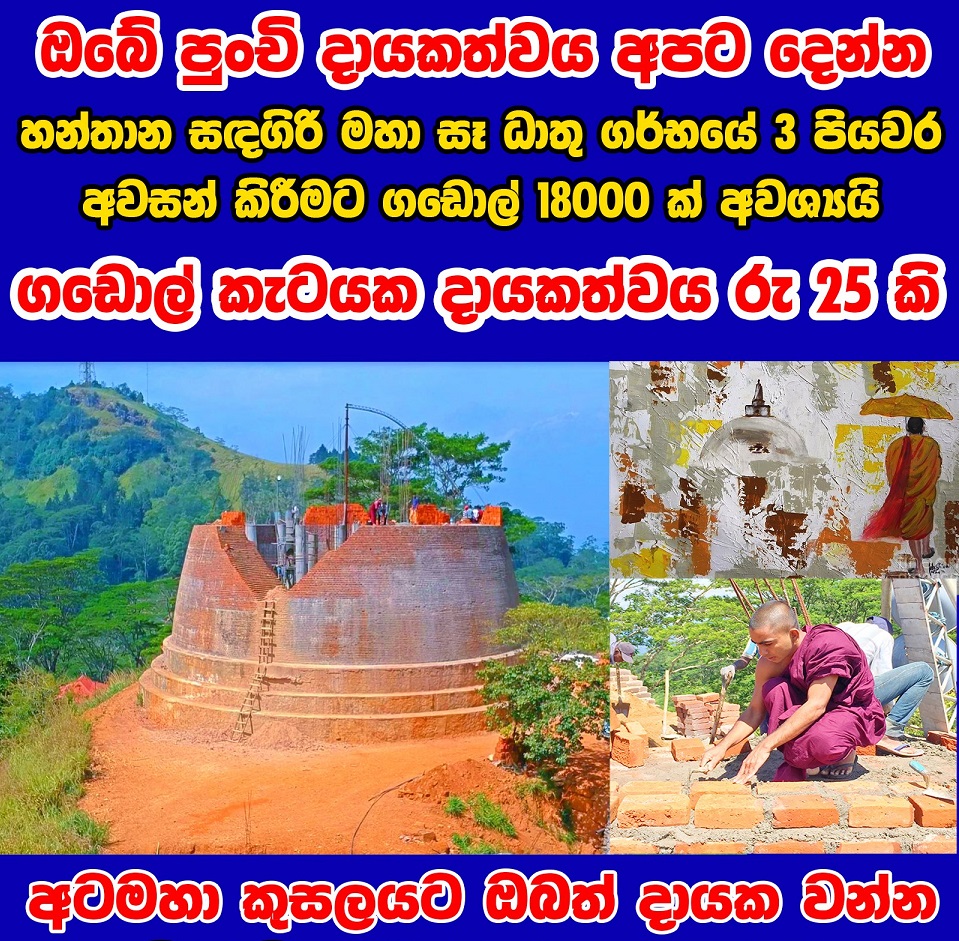 ඔබේ පුංචි දායකත්වය අපට දෙන්න
හන්තාන සඳගිරි මහා සෑ ධාතු ගර්භයේ 3 පියවර
අවසන් කිරීමට ගඩොල් 18000 ක් අවශ්‍යයි
ගඩොල් කැටයක දායකත්වය රු 25 කි
අටමහා කුසලයට ඔබත් දායක වන්න